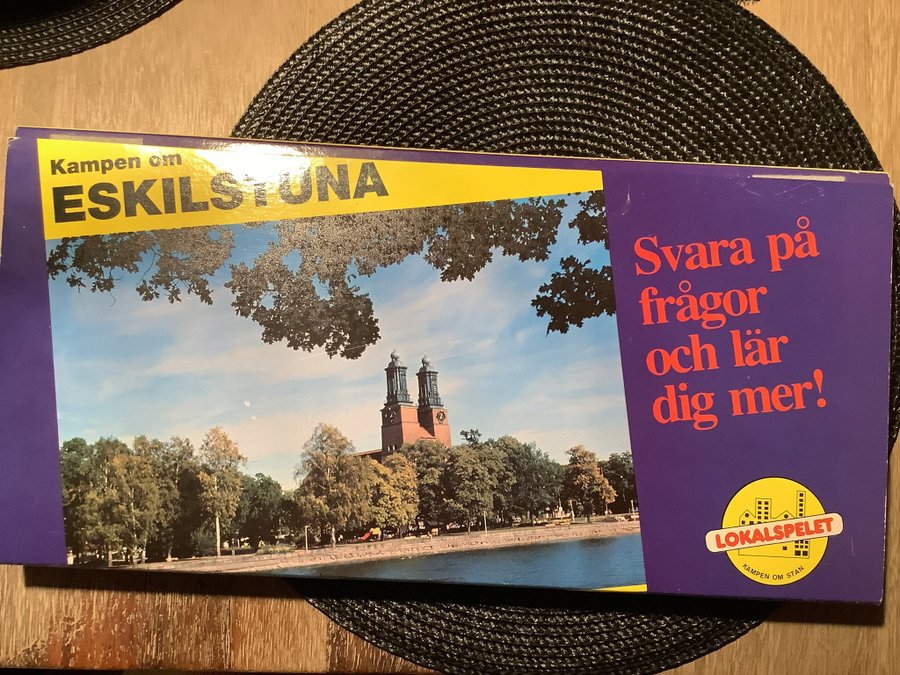 Kampen om
ESKILSTUNA
Svara på
frågor
och lär
dig mer!
LOKALSPELET
KAMPEN OM STAN